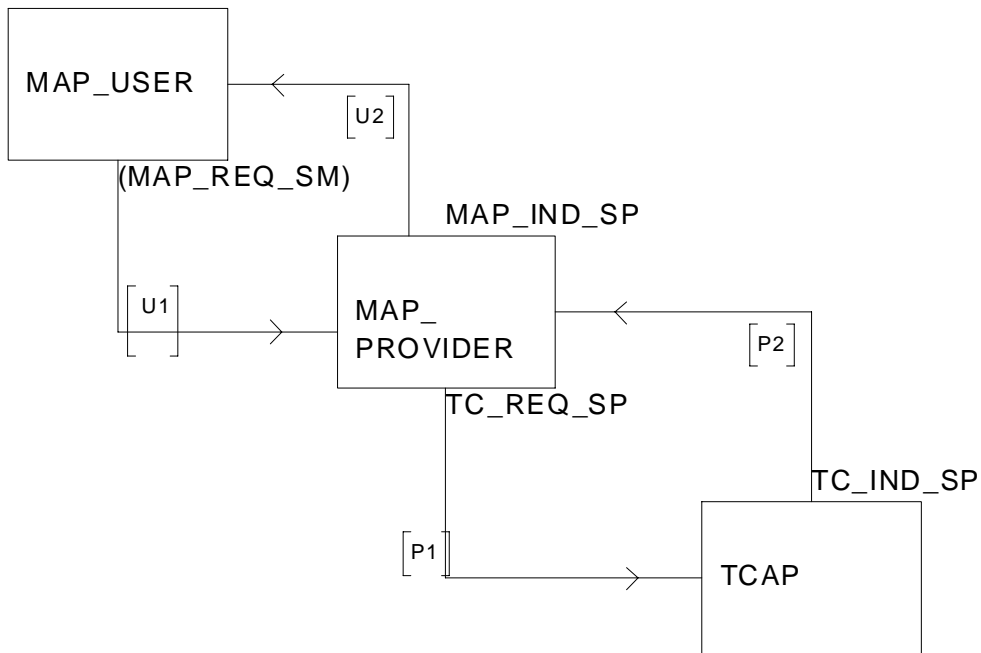 MAP_USER
[U2]
(MAP_REQ_SM)
MAP_IND_SP
[U1]
MAP_
PROVIDER
[P2]
TC_REQ_SP
TC_IND_SP
[P1]
TCAP